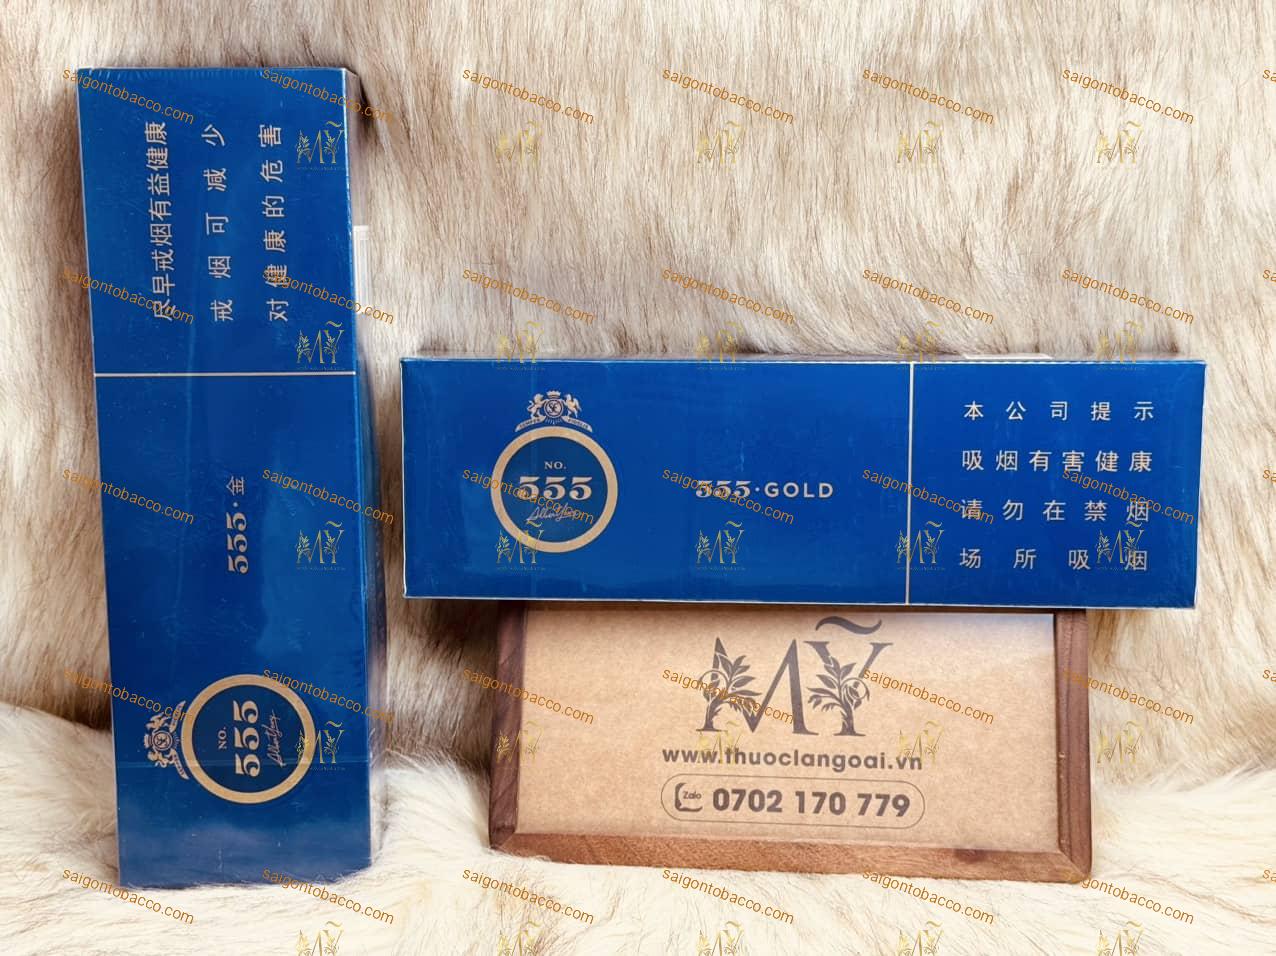 尽早戒烟有益健康
戒烟可减少
对健康的危害
555·金
NO.
555
NO.
555
555·GOLD
本公司提示
吸烟有害健康
请勿在禁烟
场所吸烟
MỸ
www.thuoclangoai.vn
Zalo
0702 170 779
saigontobacco.com